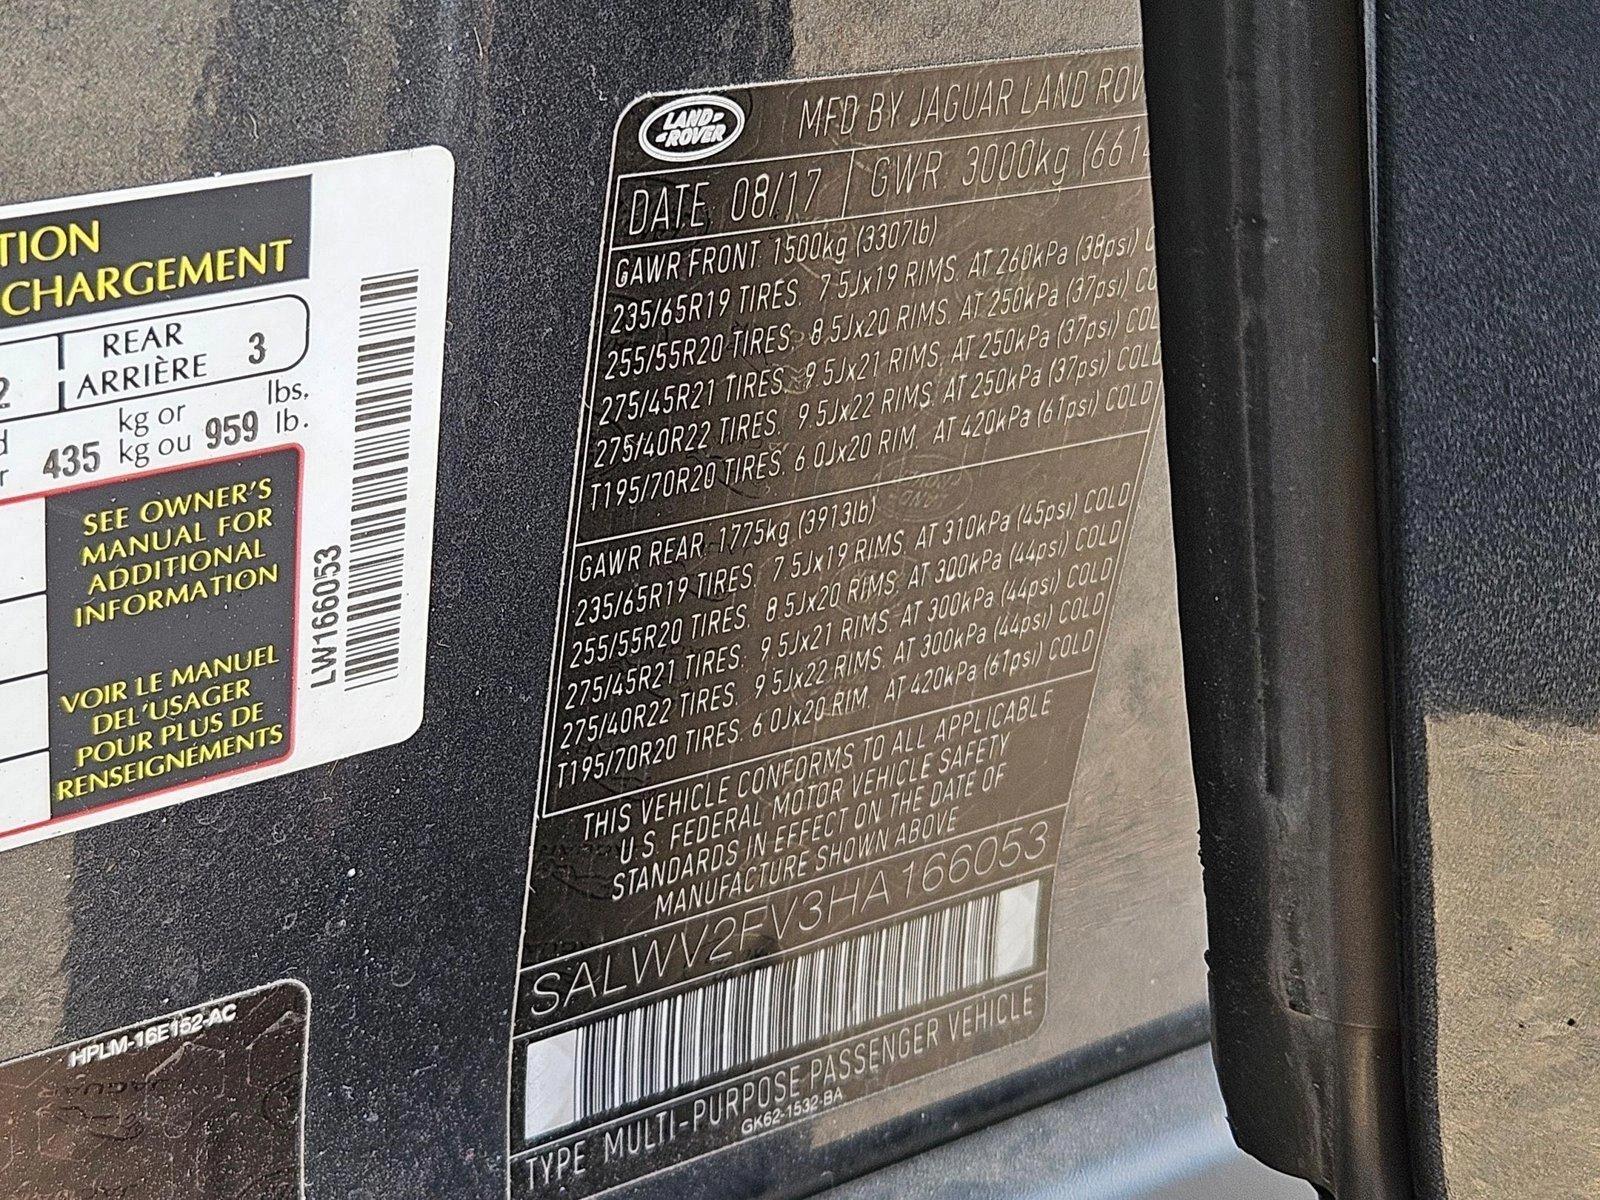 TION
CHARGEMENT
REAR
ARRIÈRE 3
2
kg or lbs.
435 kg ou 959 lb.
SEE OWNER'S
MANUAL FOR
ADDITIONAL
INFORMATION
VOIR LE MANUEL
DEL'USAGER
POUR PLUS DE
RENSEIGNÉMENTS
LW166053
HPLM-16E152-AC
LAND-
-ROVER
MFD BY JAGUAR LAND ROV
DATE. 08/17 GWR. 3000kg (661
GAWR FRONT. 1500kg (3307lb)
235/65R19 TIRES. 7.5Jx19 RIMS. AT 260kPa (38psi) C
255/55R20 TIRES. 8.5Jx20 RIMS. AT 250kPa (37psi) CO
275/45R21 TIRES. 9.5Jx21 RIMS. AT 250kPa (37psi) COL
275/40R22 TIRES. 9.5Jx22 RIMS. AT 250kPa (37psi) COLD
T195/70R20 TIRES. 6.0Jx20 RIM. AT 420kPa (61psi) COLD
GAWR REAR. 1775kg (3913lb)
235/65R19 TIRES. 7.5Jx19 RIMS. AT 310kPa (45psi) COLD
255/55R20 TIRES. 8.5Jx20 RIMS. AT 300kPa (44psi) COLD
275/45R21 TIRES. 9.5Jx21 RIMS. AT 300kPa (44psi) COLD
275/40R22 TIRES. 9.5Jx22 RIMS. AT 300kPa (44psi) COLD
T195/70R20 TIRES. 6.0Jx20 RIM. AT 420kPa (61psi) COLD
THIS VEHICLE CONFORMS TO ALL APPLICABLE
U.S. FEDERAL MOTOR VEHICLE SAFETY
STANDARDS IN EFFECT ON THE DATE OF
MANUFACTURE SHOWN ABOVE
SALWV2FV3HA166053
TYPE MULTI-PURPOSE PASSENGER VEHICLE
GK62-1532-BA